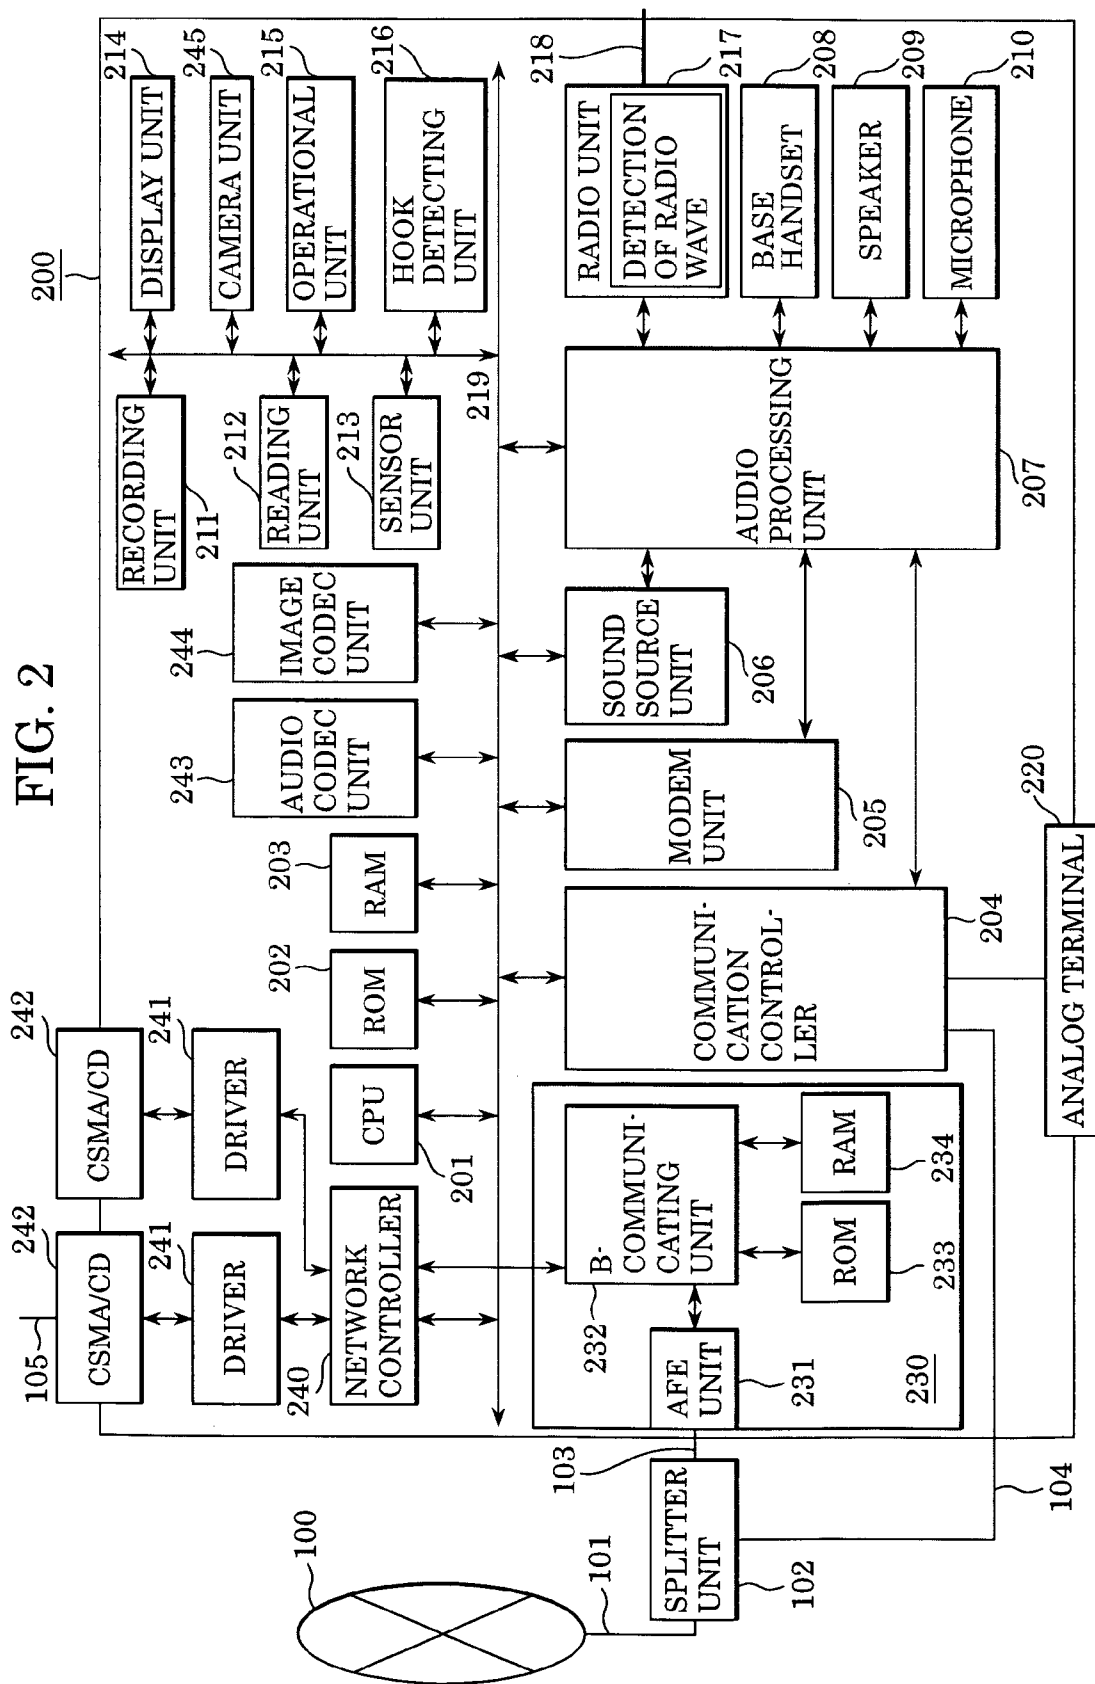 FIG. 2
200
242
CSMA/CD
105
242
CSMA/CD
241
DRIVER
241
DRIVER
240
NETWORK
CONTROLLER
CPU
201
202
ROM
203
RAM
243
AUDIO
CODEC
UNIT
244
IMAGE
CODEC
UNIT
RECORDING
UNIT
211
212
READING
UNIT
213
SENSOR
UNIT
214
DISPLAY UNIT
245
CAMERA UNIT
215
OPERATIONAL
UNIT
216
HOOK
DETECTING
UNIT
219
100
101
SPLITTER
UNIT
102
103
104
AFE
UNIT
231
230
232
B-
COMMUNI-
CATING
UNIT
ROM
233
RAM
234
COMMUNI-
CATION
CONTROL-
LER
204
MODEM
UNIT
205
SOUND
SOURCE
UNIT
206
AUDIO
PROCESSING
UNIT
207
218
RADIO UNIT
DETECTION
OF RADIO
WAVE
217
BASE
HANDSET
208
SPEAKER
209
MICROPHONE
210
ANALOG TERMINAL
220